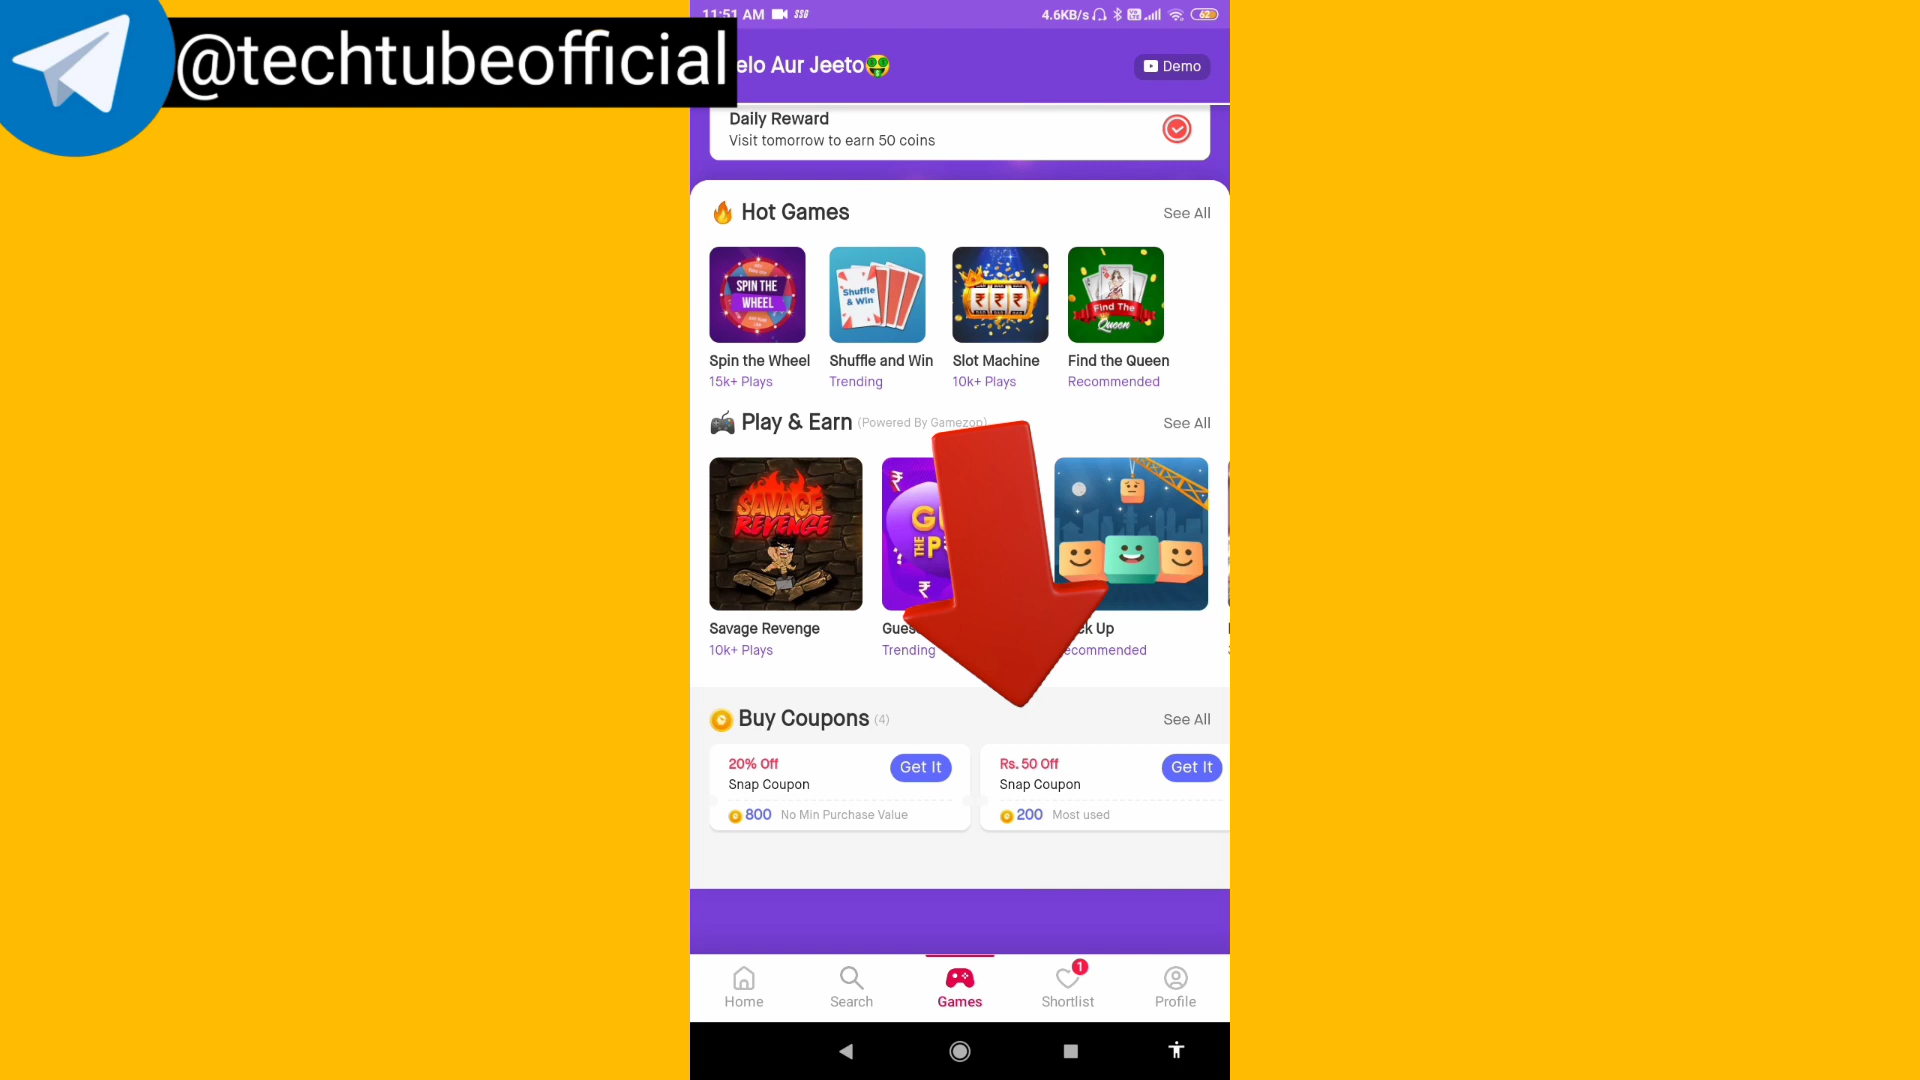 @techtubeofficial
11:51 AM
4.6KB/s
62
elo Aur Jeeto
Demo
Daily Reward
Visit tomorrow to earn 50 coins
Hot Games
See All
SPIN THE
WHEEL
Shuffle
& Win
Find The
Queen
Spin the Wheel
Shuffle and Win
Slot Machine
Find the Queen
15k+ Plays
Trending
10k+ Plays
Recommended
Play & Earn (Powered By Gamezop)
See All
SAVAGE
REVENGE
THE
Savage Revenge
10k+ Plays
Trending
ck Up
ecommended
Buy Coupons (4)
See All
20% Off
Get It
Snap Coupon
800 No Min Purchase Value
Rs. 50 Off
Get It
Snap Coupon
200 Most used
Home
Search
Games
1
Shortlist
Profile